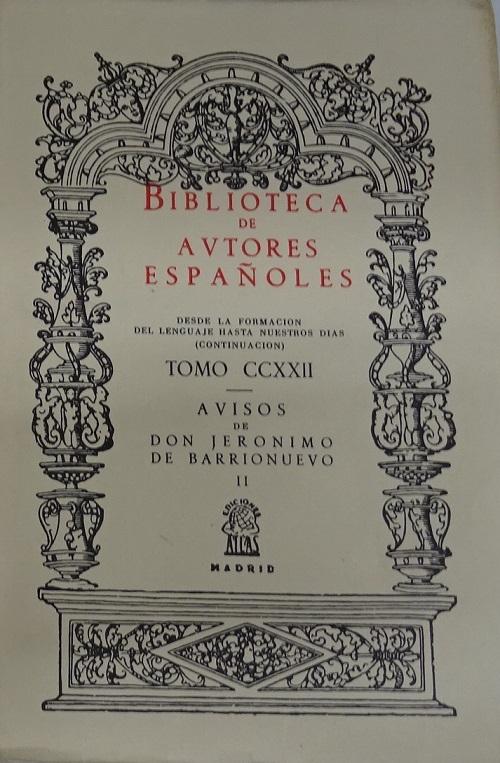 BIBLIOTECA
DE
AVTORES
ESPAÑOLES
DESDE LA FORMACION
DEL LENGUAJE HASTA NUESTROS DIAS
(CONTINUACION)
TOMO CCXXII
AVISOS
DE
DON JERONIMO
DE BARRIONUEVO
II
EDICIONES
ATLAS
MADRID